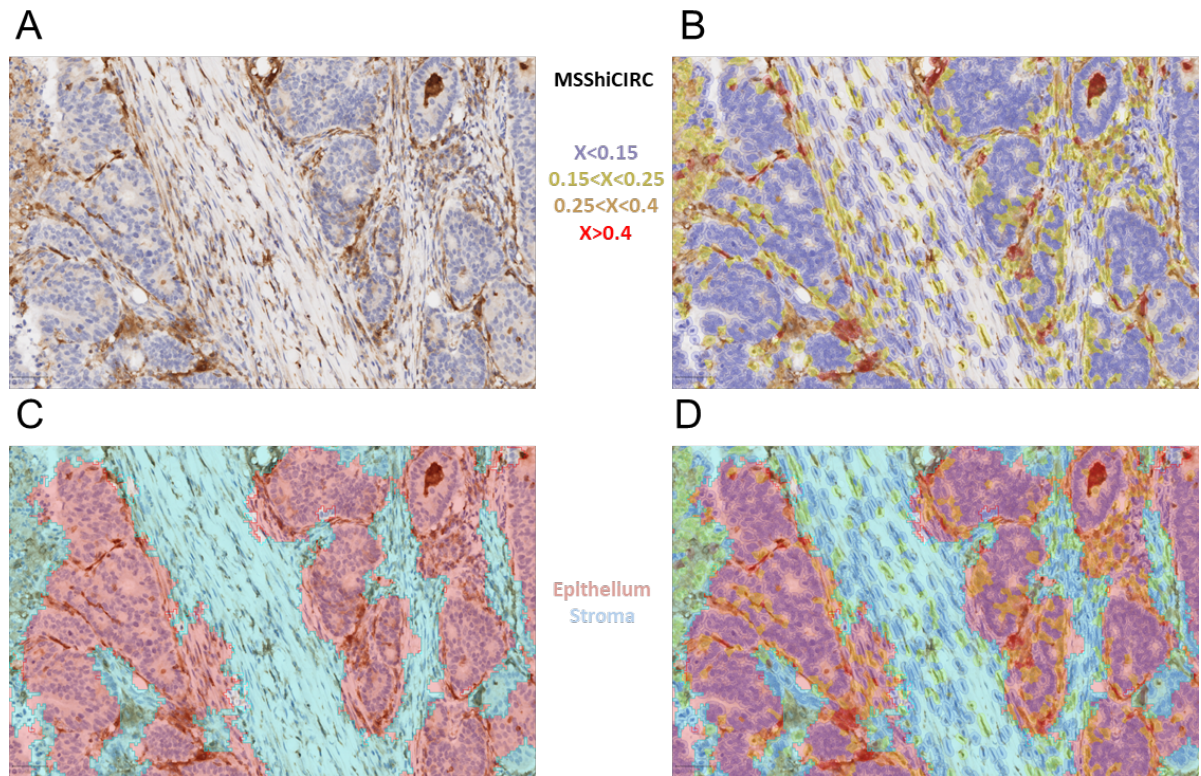 A
B
MSShiCIRC
X<0.15
0.15<X<0.25
0.25<X<0.4
X>0.4
C
D
Epithelium
Stroma